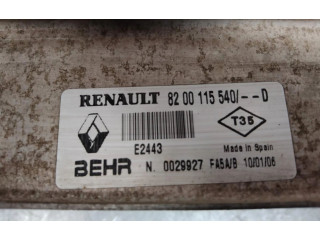 RENAULT 82 00 115 540/--D
T35
E2443
Made in Spain
BEHR N. 0029927 FA5A/B 10/01/06